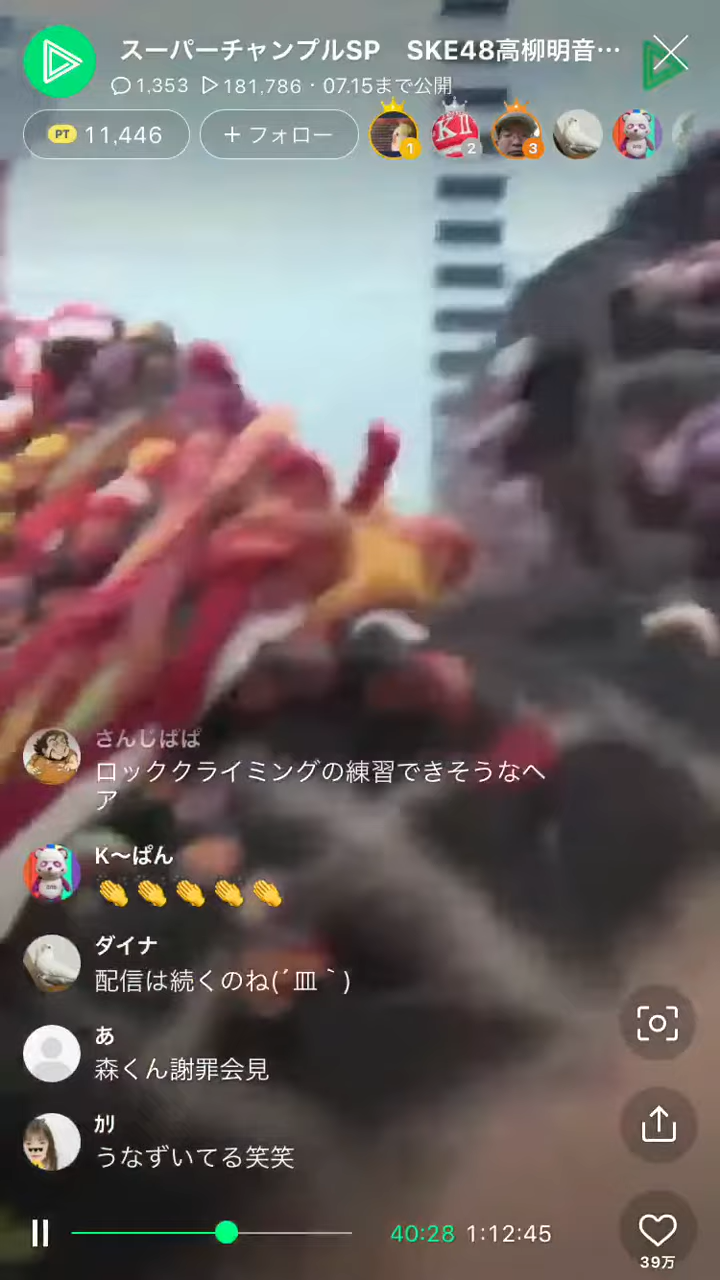 スーパーチャンプルSP　SKE48高柳明音…
1,353 181,786・07.15まで公開
PT 11,446
+ フォロー
1
KII
2
3
さんじぱぱ
ロッククライミングの練習できそうなヘ
ア
K〜ぱん
👏👏👏👏👏
ダイナ
配信は続くのね(´皿｀)
あ
森くん謝罪会見
ｶﾘ
うなずいてる笑笑
40:28 1:12:45
39万